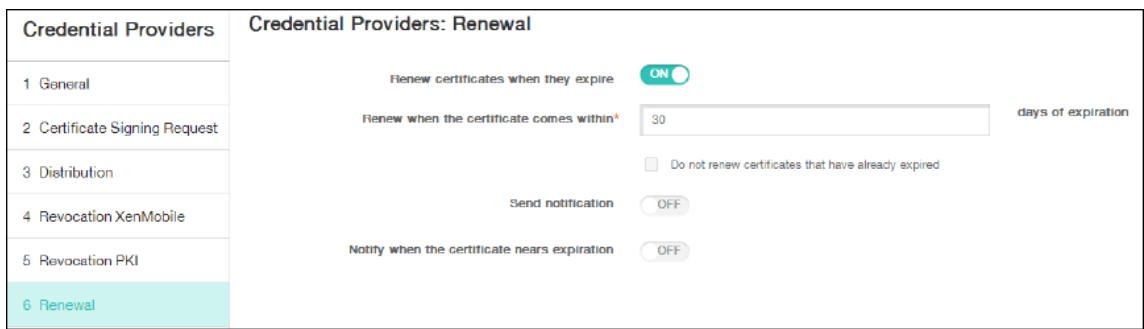 Credential Providers
1 General
2 Certificate Signing Request
3 Distribution
4 Revocation XenMobile
5 Revocation PKI
6 Renewal
Credential Providers: Renewal
Renew certificates when they expire ON
Renew when the certificate comes within* 30 days of expiration
Do not renew certificates that have already expired
Send notification OFF
Notify when the certificate nears expiration OFF